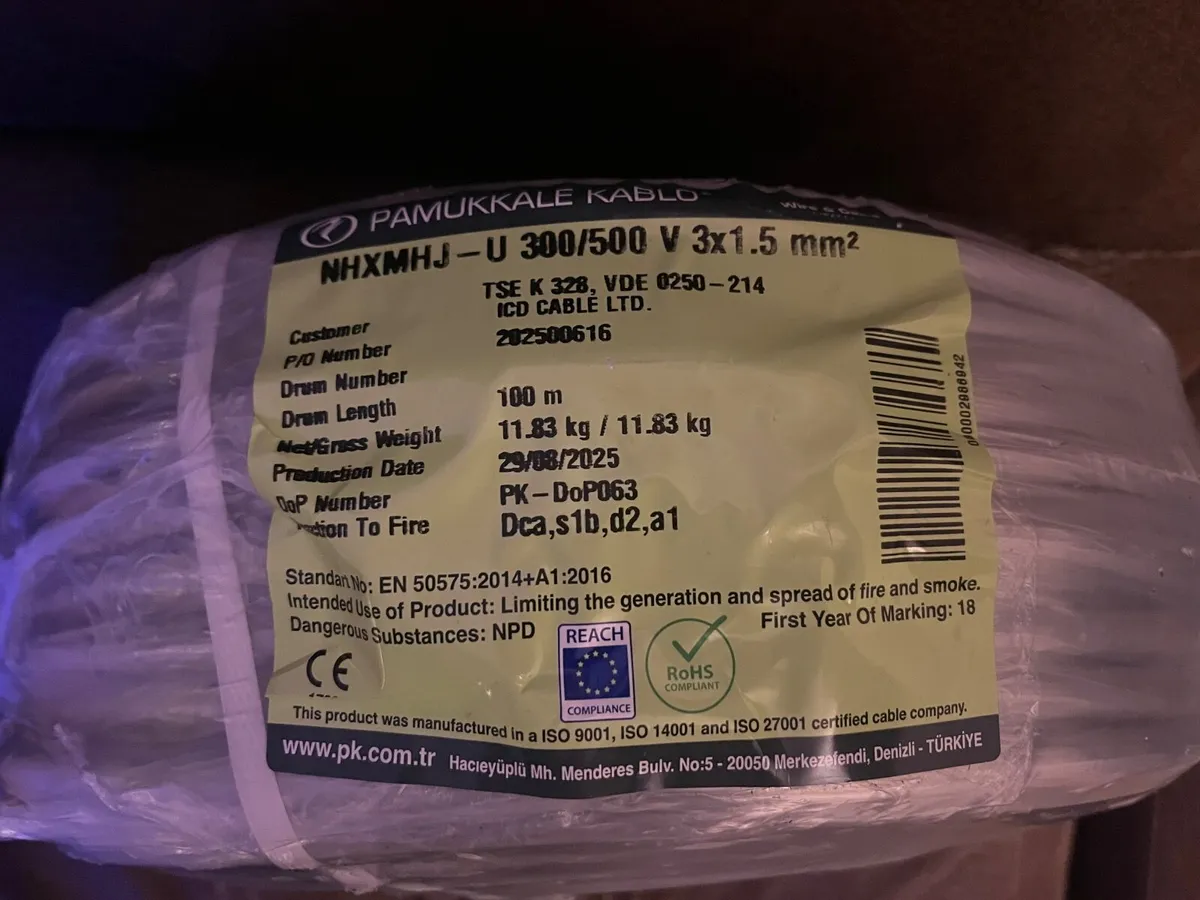 PAMUKKALE KABLO
NHXMHJ-U 300/500 V 3x1.5 mm²
TSE K 328, VDE 0250-214
Customer ICD CABLE LTD.
P/O Number 202500616
Drum Number
Drum Length 100 m
Net/Gross Weight 11.83 kg / 11.83 kg
Production Date 29/08/2025
DoP Number PK-DoP063
To Fire Dca,s1b,d2,a1
010002986942
Standart No: EN 50575:2014+A1:2016
Intended Use of Product: Limiting the generation and spread of fire and smoke.
Dangerous Substances: NPD
First Year Of Marking: 18
CE
REACH
COMPLIANCE
RoHS
COMPLIANT
This product was manufactured in a ISO 9001, ISO 14001 and ISO 27001 certified cable company.
www.pk.com.tr Hacıeyüplü Mh. Menderes Bulv. No:5 - 20050 Merkezefendi, Denizli - TÜRKİYE